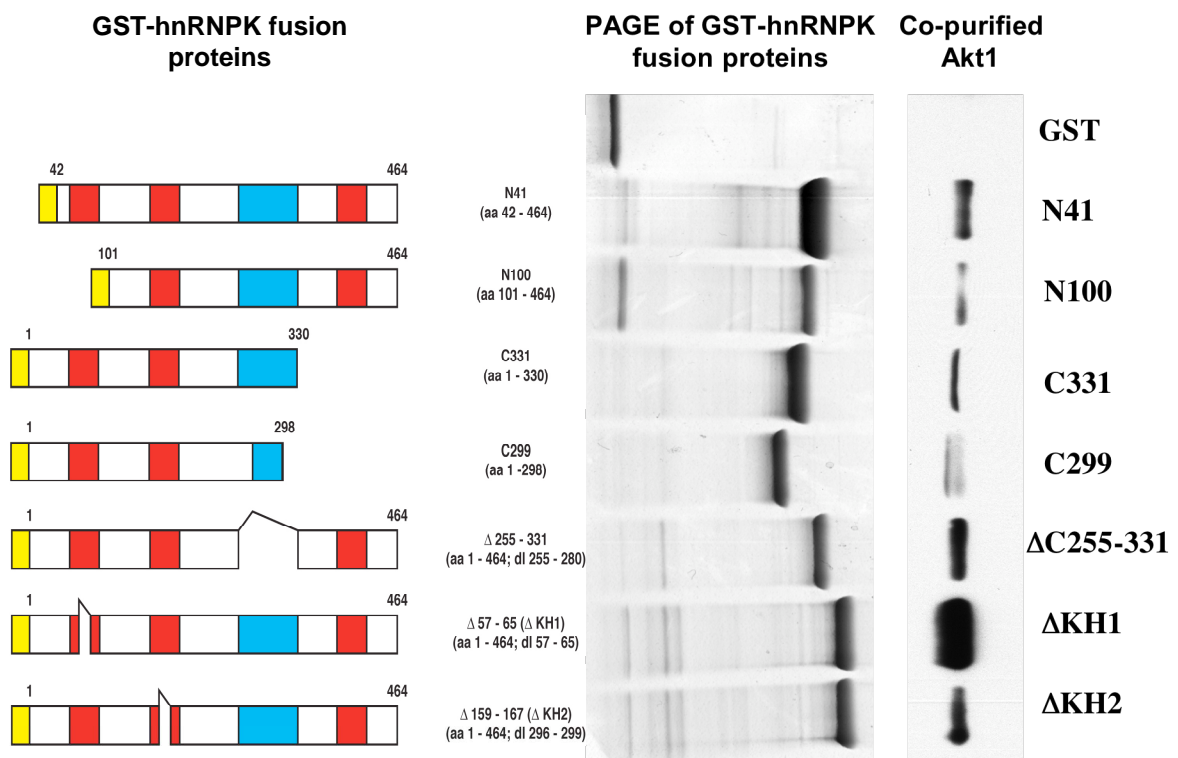 GST-hnRNPK fusion
proteins
PAGE of GST-hnRNPK
fusion proteins
Co-purified
Akt1
GST
42
464
N41
(aa 42 - 464)
N41
101
464
N100
(aa 101 - 464)
N100
1
330
C331
(aa 1 - 330)
C331
1
298
C299
(aa 1 -298)
C299
1
464
Δ 255 - 331
(aa 1 - 464; dl 255 - 280)
ΔC255-331
1
464
Δ 57 - 65 (Δ KH1)
(aa 1 - 464; dl 57 - 65)
ΔKH1
1
464
Δ 159 - 167 (Δ KH2)
(aa 1 - 464; dl 296 - 299)
ΔKH2